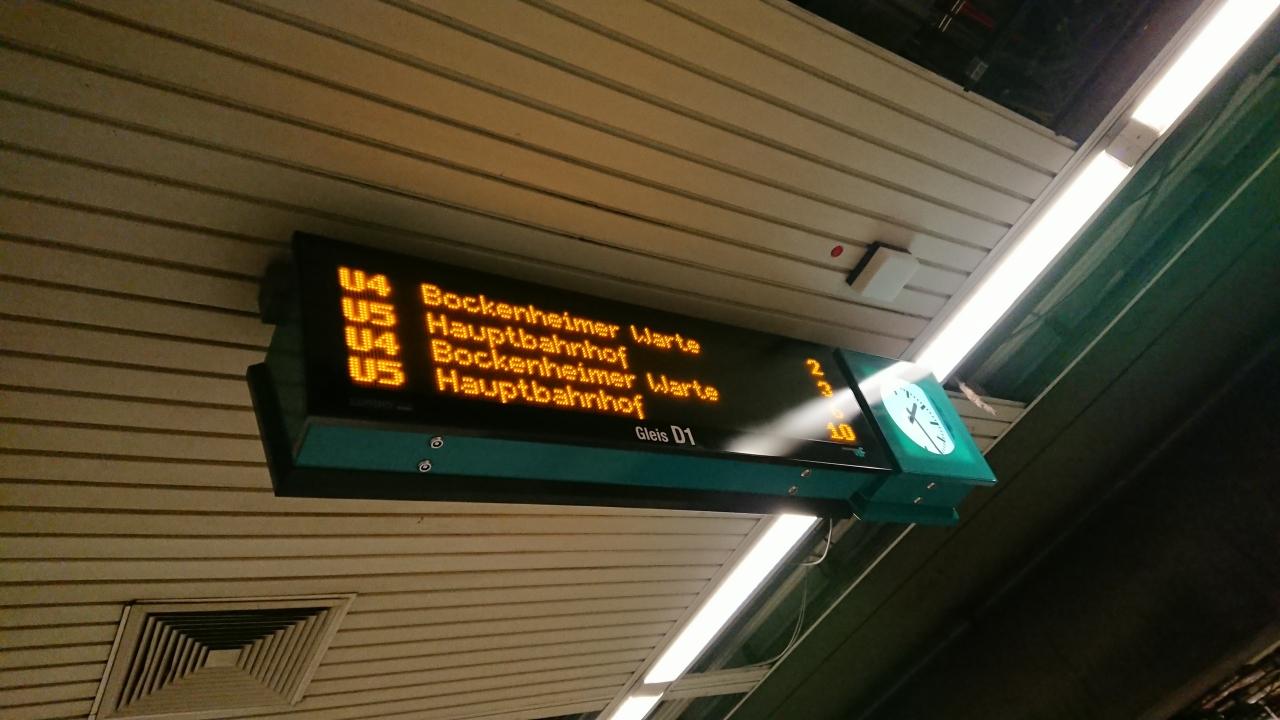 U4 Bockenheimer Warte 2
U5 Hauptbahnhof 3
U4 Bockenheimer Warte
U5 Hauptbahnhof 10
Gleis D1